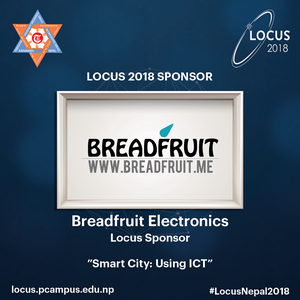 LOCUS
2018
LOCUS 2018 SPONSOR
BREADFRUIT
WWW.BREADFRUIT.ME
Breadfruit Electronics
Locus Sponsor
"Smart City: Using ICT"
locus.pcampus.edu.np
#LocusNepal2018